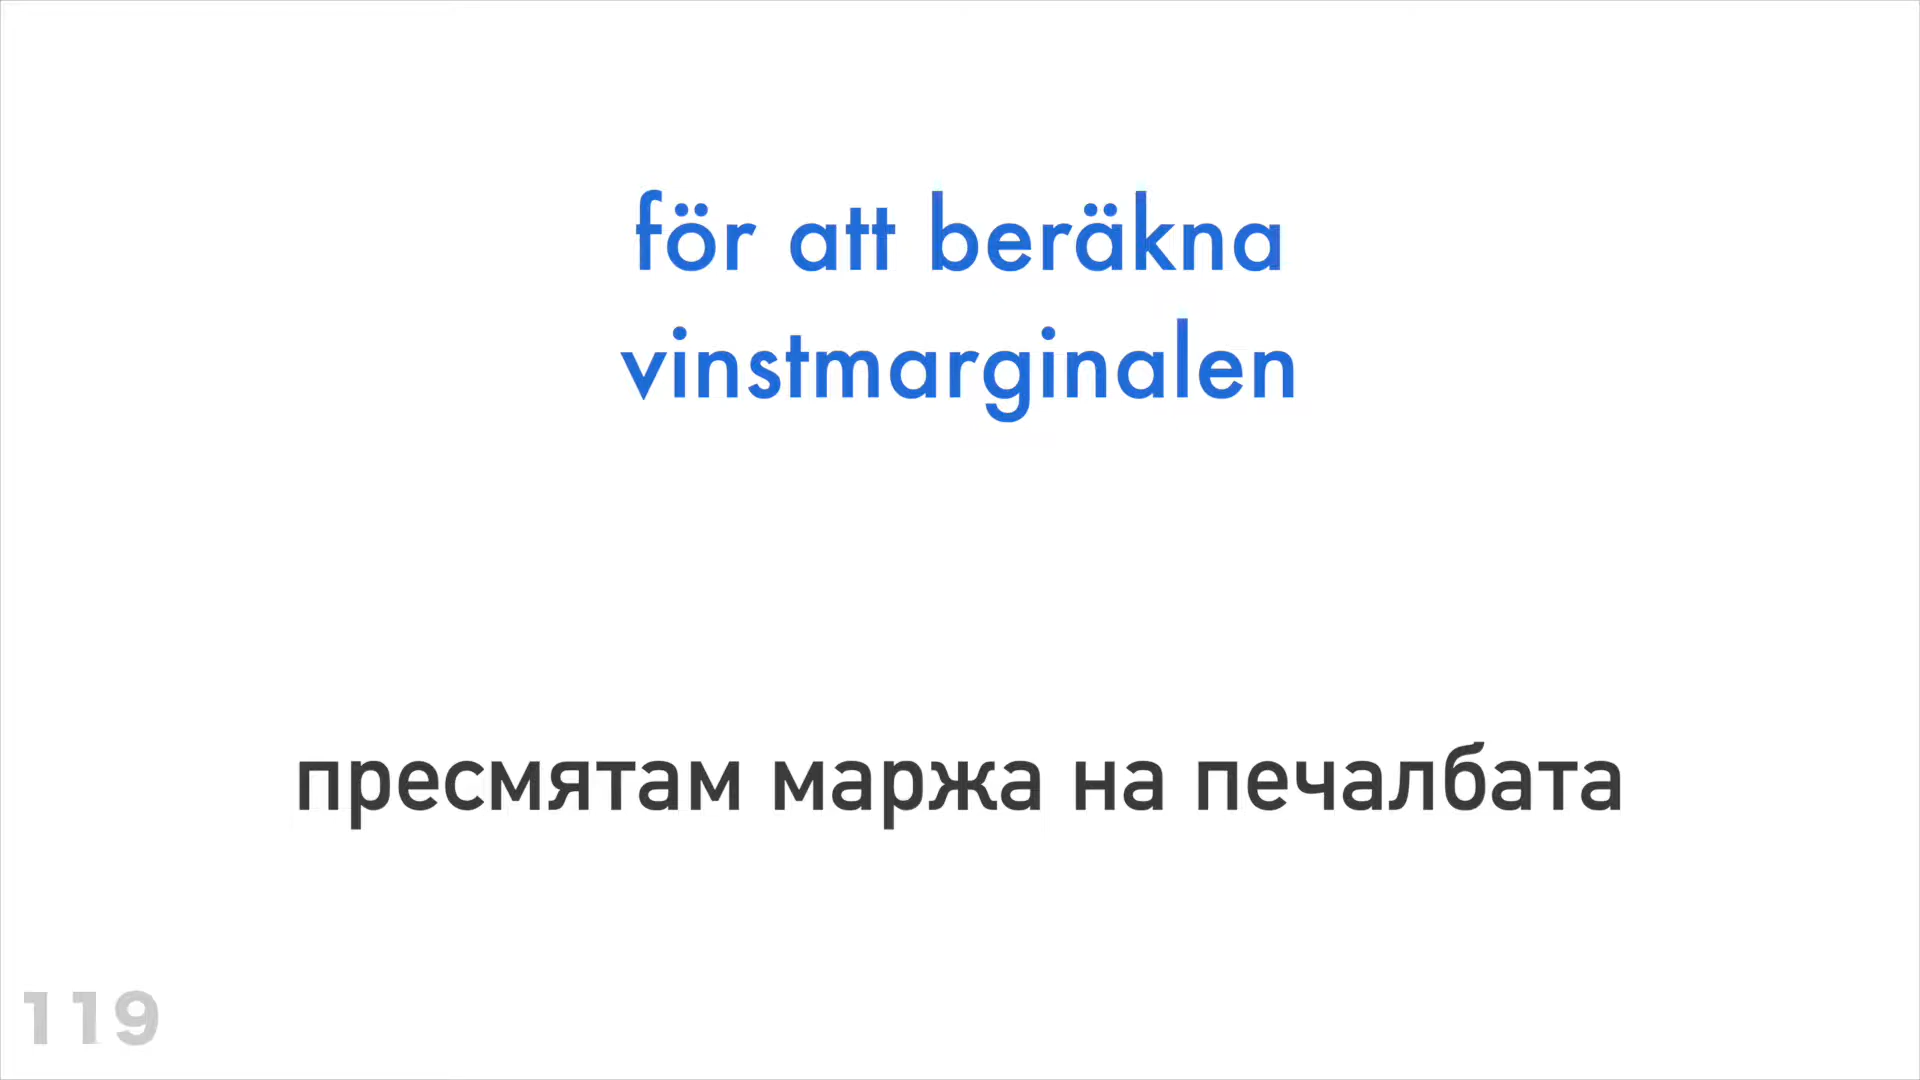 för att beräkna
vinstmarginalen
пресмятам маржа на печалбата
119